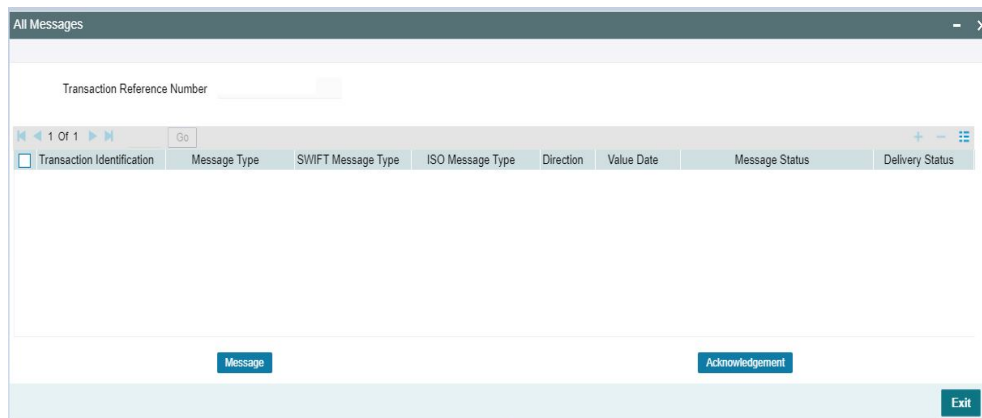 All Messages
Transaction Reference Number
1 Of 1 Go
Transaction Identification Message Type SWIFT Message Type ISO Message Type Direction Value Date Message Status Delivery Status
Message Acknowledgement
Exit